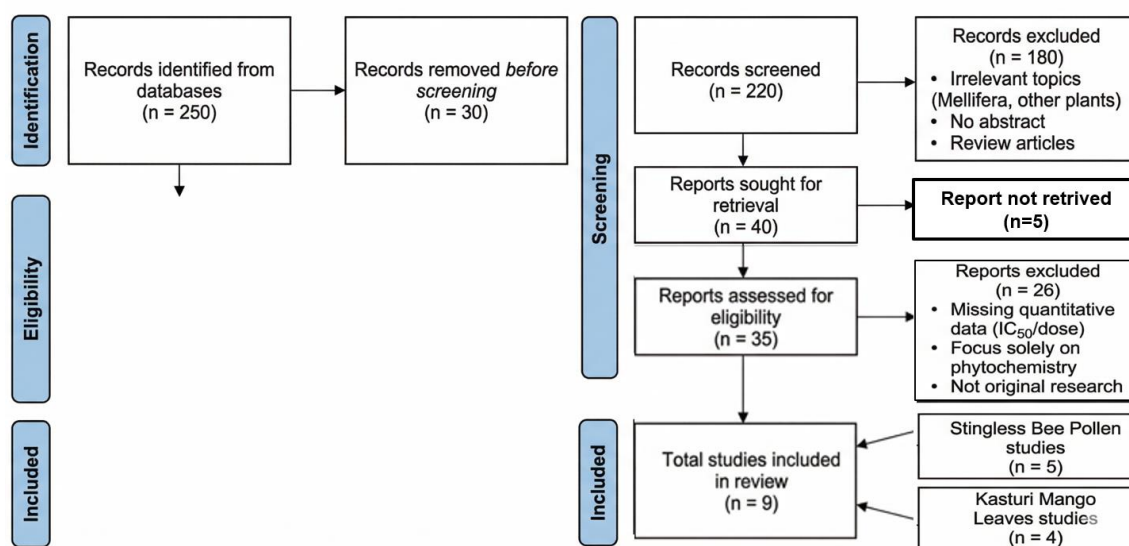 Identification
Records identified from
databases
(n = 250)
Records removed before
screening)
(n = 30)
Eligibility
Included
Screening
Records screened
(n = 220)
Records excluded
(n = 180)
• Irrelevant topics
(Mellifera, other plants)
• No abstract
• Review articles
Reports sought for
retrieval
(n = 40)
Report not retrived
(n=5)
Reports assessed for
eligibility
(n = 35)
Reports excluded
(n = 26)
• Missing quantitative
data (IC₅₀/dose)
• Focus solely on
phytochemistry
• Not original research
Included
Total studies included
in review
(n = 9)
Stingless Bee Pollen
studies
(n = 5)
Kasturi Mango
Leaves studies
(n = 4)